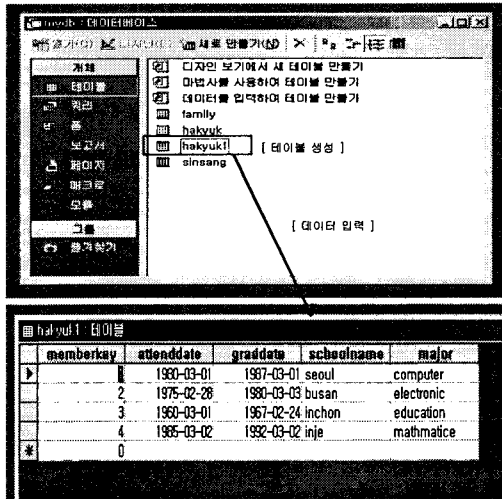 mydb : 데이터베이스
열기(O) 디자인(D) 새로 만들기(N)
개체
테이블
쿼리
폼
보고서
페이지
매크로
모듈
그룹
즐겨찾기
디자인 보기에서 새 테이블 만들기
마법사를 사용하여 테이블 만들기
데이터를 입력하여 테이블 만들기
family
hakyuk
hakyuk1 [ 테이블 생성 ]
sinsang
[ 데이터 입력 ]
hakyuk1 : 테이블
memberkey attenddate graddate schoolname major
1 1980-03-01 1987-03-01 seoul computer
2 1975-02-28 1980-03-03 busan electronic
3 1960-03-01 1967-02-24 inchon education
4 1985-03-02 1992-03-02 inje mathmatice
0